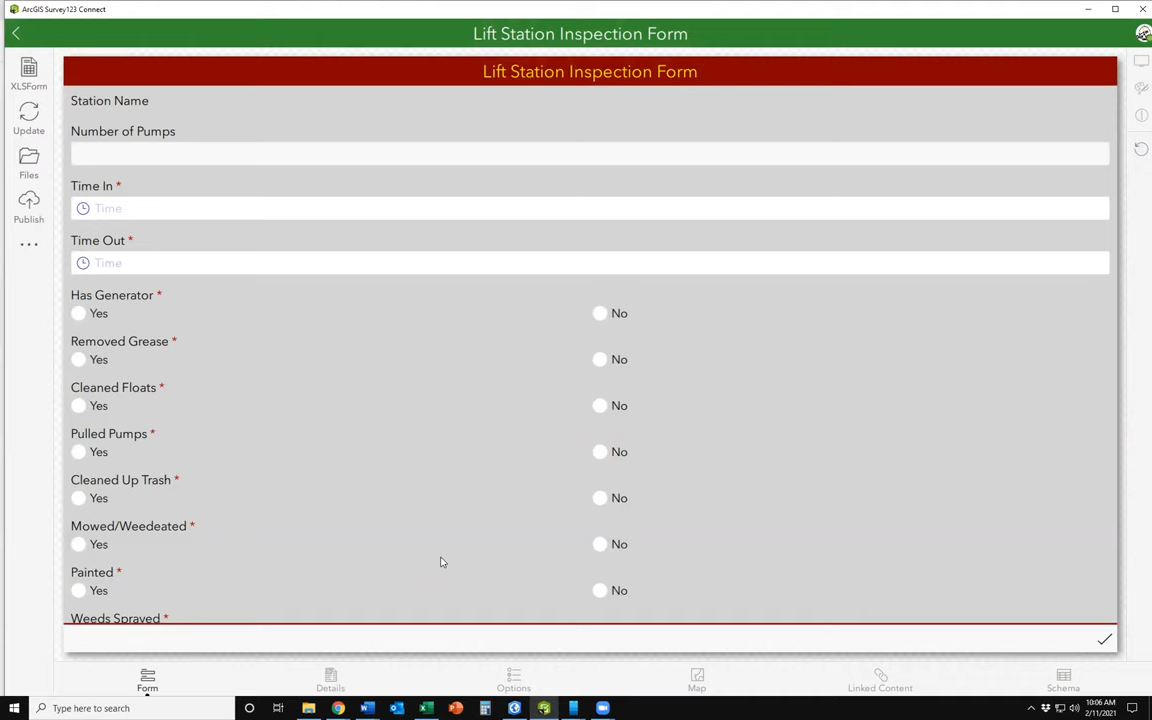 ArcGIS Survey123 Connect
Lift Station Inspection Form
XLSForm
Update
Files
Publish
Lift Station Inspection Form
Station Name
Number of Pumps
Time In *
Time
Time Out *
Time
Has Generator *
Yes No
Removed Grease *
Yes No
Cleaned Floats *
Yes No
Pulled Pumps *
Yes No
Cleaned Up Trash *
Yes No
Mowed/Weedeated *
Yes No
Painted *
Yes No
Weeds Sprayed *
Form Details Options Map Linked Content Schema
Type here to search
10:06 AM
2/11/2021